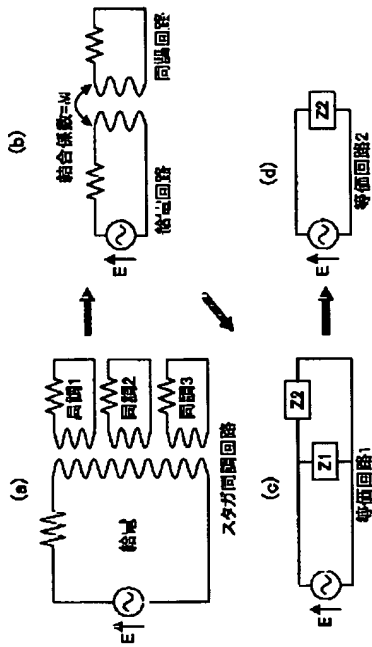 (a)
給電
同調1
同調2
同調3
E
スタガ同調回路
(b)
結合係数=M
E
給電回路
同調回路
(c)
E
Z1
Z2
等価回路1
(d)
E
Z2
等価回路2